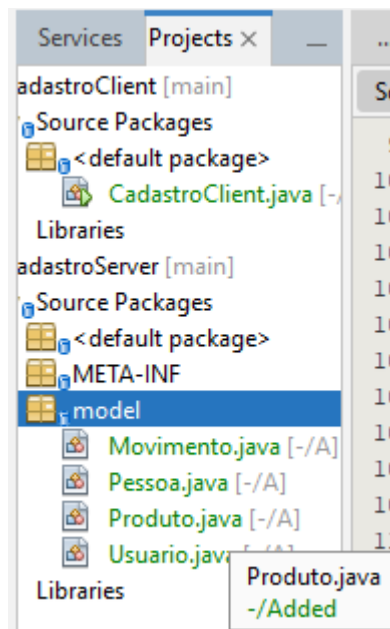 Services Projects × —
...
adastroClient [main]
Source Packages
<default package>
CadastroClient.java [-/
Libraries
adastroServer [main]
Source Packages
<default package>
META-INF
model
Movimento.java [-/A]
Pessoa.java [-/A]
Produto.java [-/A]
Usuario.java [-/A]
Libraries
Produto.java
-/Added